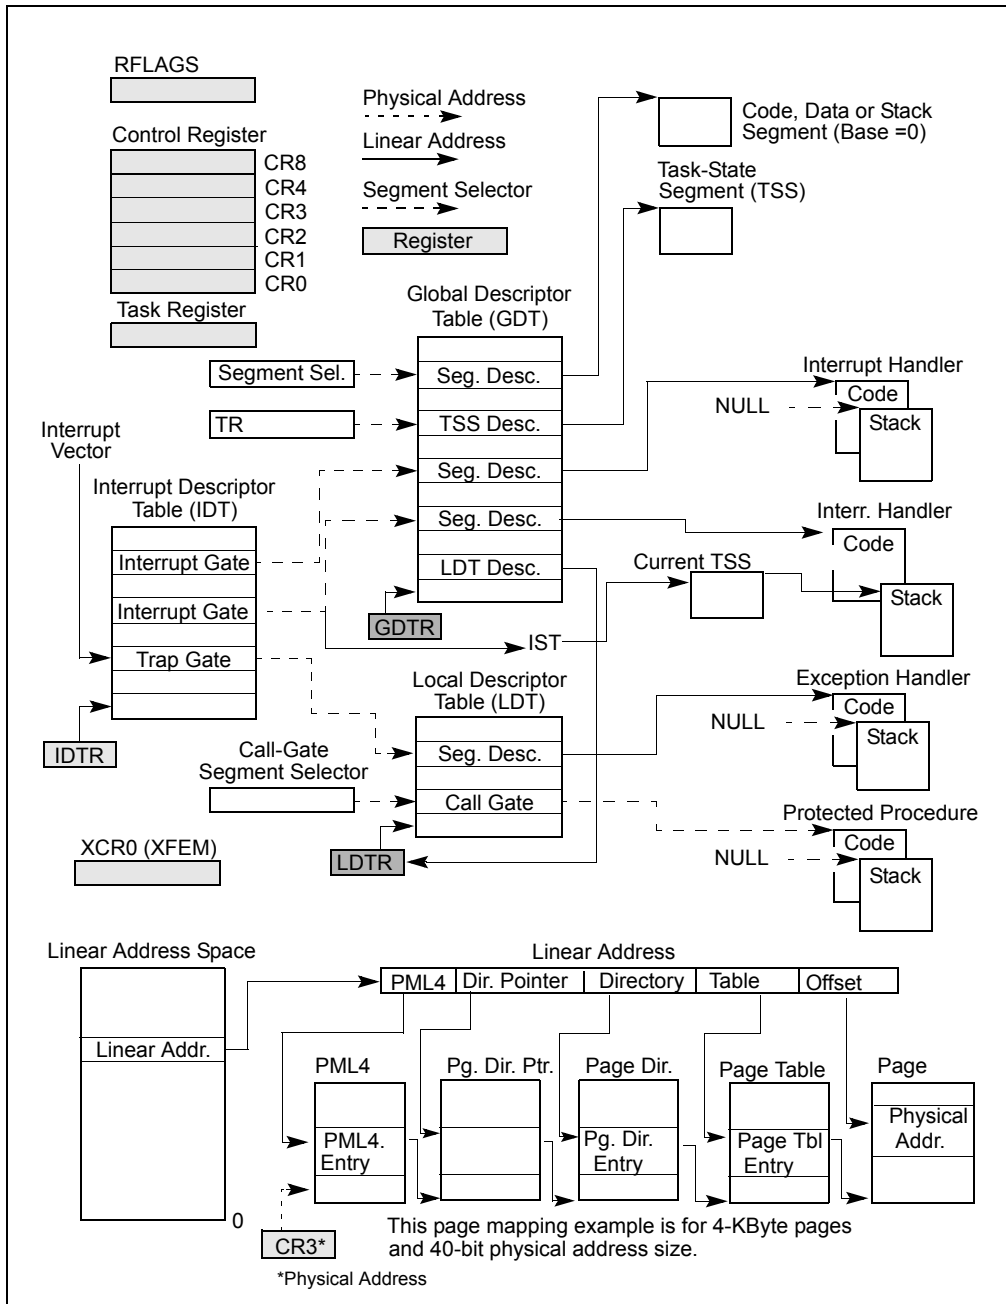 RFLAGS
Physical Address
Code, Data or Stack
Segment (Base =0)
Control Register
Linear Address
CR8
CR4
CR3
CR2
CR1
CR0
Task-State
Segment (TSS)
Segment Selector
Register
Global Descriptor
Table (GDT)
Task Register
Segment Sel.
Seg. Desc.
Interrupt Handler
Code
NULL
Stack
TR
TSS Desc.
Interrupt
Vector
Seg. Desc.
Interrupt Descriptor
Table (IDT)
Seg. Desc.
Interr. Handler
Code
Interrupt Gate
LDT Desc.
Current TSS
Stack
Interrupt Gate
GDTR
IST
Trap Gate
Local Descriptor
Table (LDT)
Exception Handler
Code
NULL
Stack
IDTR
Call-Gate
Segment Selector
Seg. Desc.
Call Gate
Protected Procedure
Code
NULL
Stack
XCR0 (XFEM)
LDTR
Linear Address Space
Linear Address
PML4
Dir. Pointer
Directory
Table
Offset
Linear Addr.
PML4
Pg. Dir. Ptr.
Page Dir.
Page Table
Page
Physical
Addr.
PML4.
Entry
Pg. Dir.
Entry
Page Tbl
Entry
0
CR3*
This page mapping example is for 4-KByte pages
and 40-bit physical address size.
*Physical Address